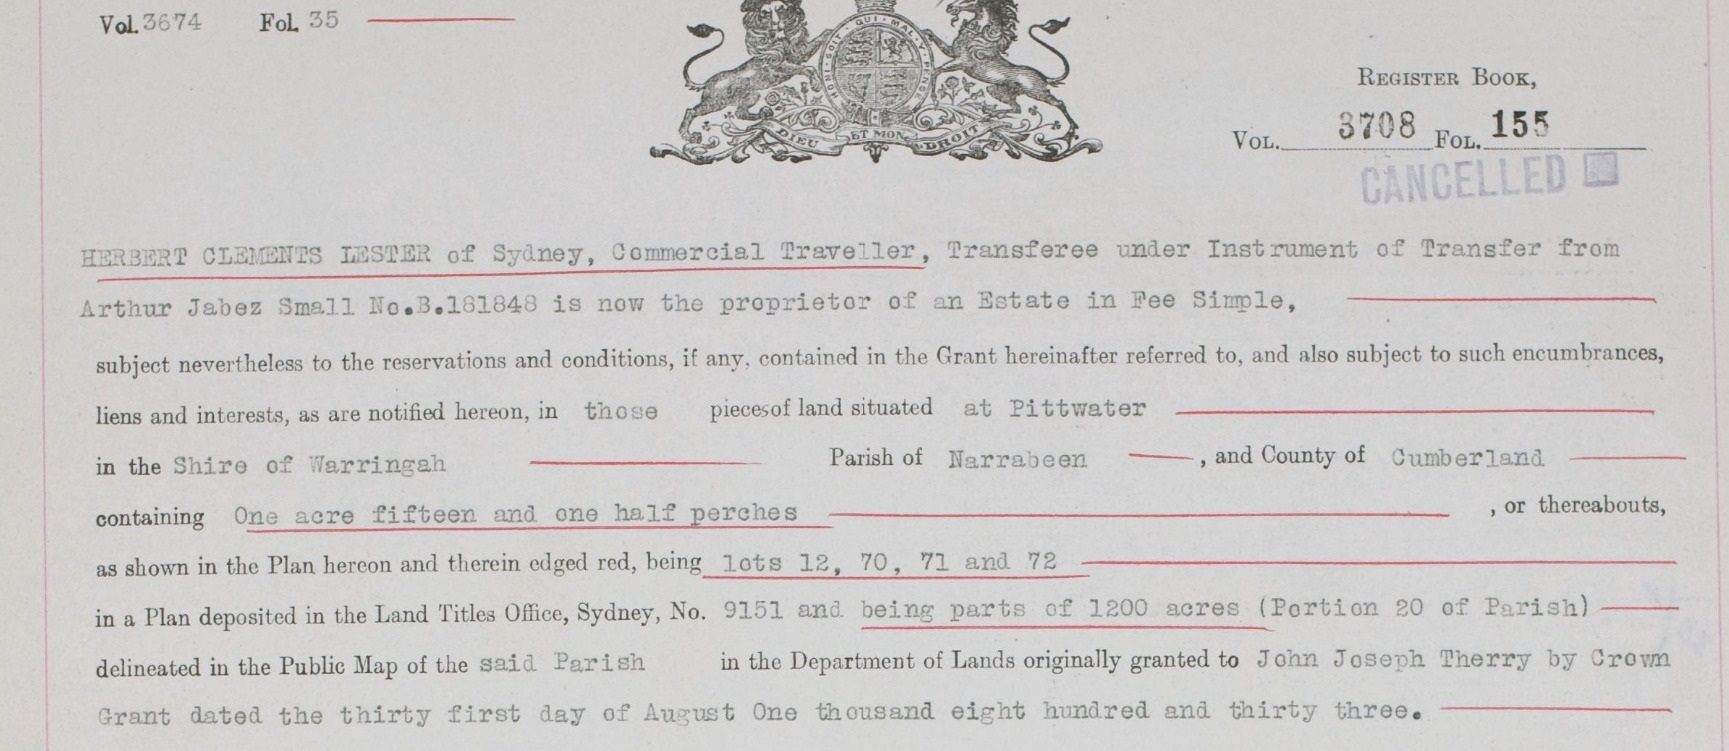 Vol. 3674 Fol. 35
HONI · SOIT · QUI · MAL · Y · PENSE
DIEU ET MON DROIT
REGISTER BOOK,
VOL. 3708 FOL. 155
CANCELLED
HERBERT CLEMENTS LESTER of Sydney, Commercial Traveller, Transferee under Instrument of Transfer from
Arthur Jabez Small No.B.181848 is now the proprietor of an Estate in Fee Simple,
subject nevertheless to the reservations and conditions, if any, contained in the Grant hereinafter referred to, and also subject to such encumbrances,
liens and interests, as are notified hereon, in those pieces of land situated at Pittwater
in the Shire of Warringah Parish of Narrabeen , and County of Cumberland
containing One acre fifteen and one half perches , or thereabouts,
as shown in the Plan hereon and therein edged red, being lots 12, 70, 71 and 72
in a Plan deposited in the Land Titles Office, Sydney, No. 9151 and being parts of 1200 acres (Portion 20 of Parish)
delineated in the Public Map of the said Parish in the Department of Lands originally granted to John Joseph Therry by Crown
Grant dated the thirty first day of August One thousand eight hundred and thirty three.